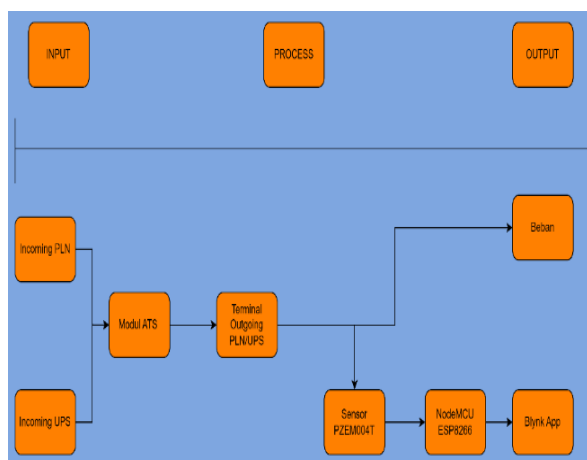 INPUT
PROCESS
OUTPUT
Incoming PLN
Beban
Modul ATS
Terminal
Outgoing
PLN/UPS
Incoming UPS
Sensor
PZEM004T
NodeMCU
ESP8266
Blynk App